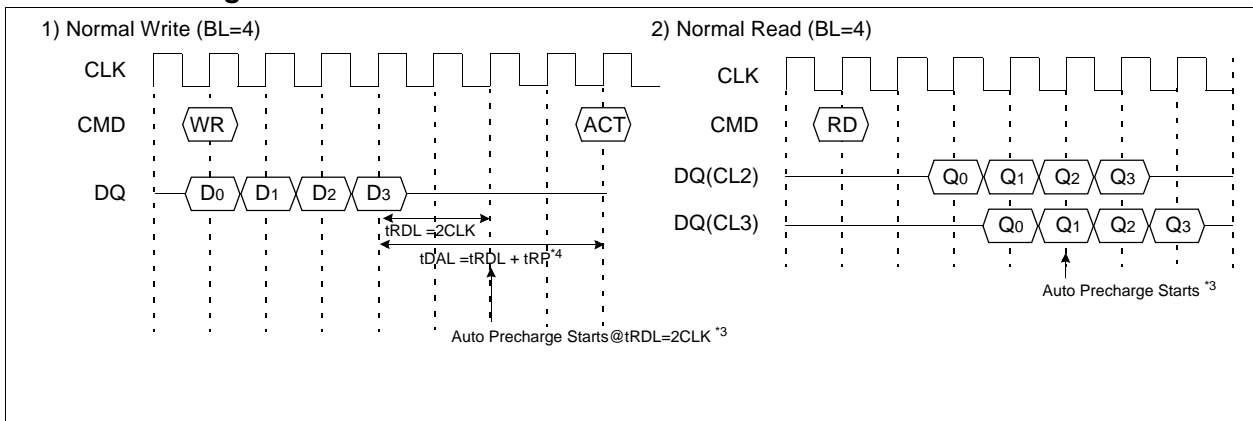 1) Normal Write (BL=4)
CLK
CMD WR ACT
DQ D0 D1 D2 D3
tRDL =2CLK
tDAL =tRDL + tRP*4
Auto Precharge Starts@tRDL=2CLK *3
2) Normal Read (BL=4)
CLK
CMD RD
DQ(CL2) Q0 Q1 Q2 Q3
DQ(CL3) Q0 Q1 Q2 Q3
Auto Precharge Starts *3